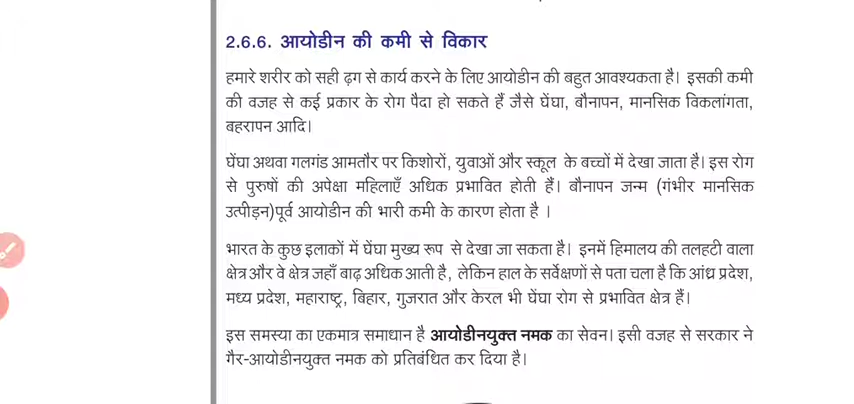 2.6.6. आयोडीन की कमी से विकार
हमारे शरीर को सही ढ़ग से कार्य करने के लिए आयोडीन की बहुत आवश्यकता है। इसकी कमी
की वजह से कई प्रकार के रोग पैदा हो सकते हैं जैसे घेंघा, बौनापन, मानसिक विकलांगता,
बहरापन आदि।
घेंघा अथवा गलगंड आमतौर पर किशोरों, युवाओं और स्कूल के बच्चों में देखा जाता है। इस रोग
से पुरुषों की अपेक्षा महिलाएँ अधिक प्रभावित होती हैं। बौनापन जन्म (गंभीर मानसिक
उत्पीड़न)पूर्व आयोडीन की भारी कमी के कारण होता है ।
भारत के कुछ इलाकों में घेंघा मुख्य रूप से देखा जा सकता है। इनमें हिमालय की तलहटी वाला
क्षेत्र और वे क्षेत्र जहाँ बाढ़ अधिक आती है, लेकिन हाल के सर्वेक्षणों से पता चला है कि आंध्र प्रदेश,
मध्य प्रदेश, महाराष्ट्र, बिहार, गुजरात और केरल भी घेंघा रोग से प्रभावित क्षेत्र हैं।
इस समस्या का एकमात्र समाधान है आयोडीनयुक्त नमक का सेवन। इसी वजह से सरकार ने
गैर-आयोडीनयुक्त नमक को प्रतिबंधित कर दिया है।